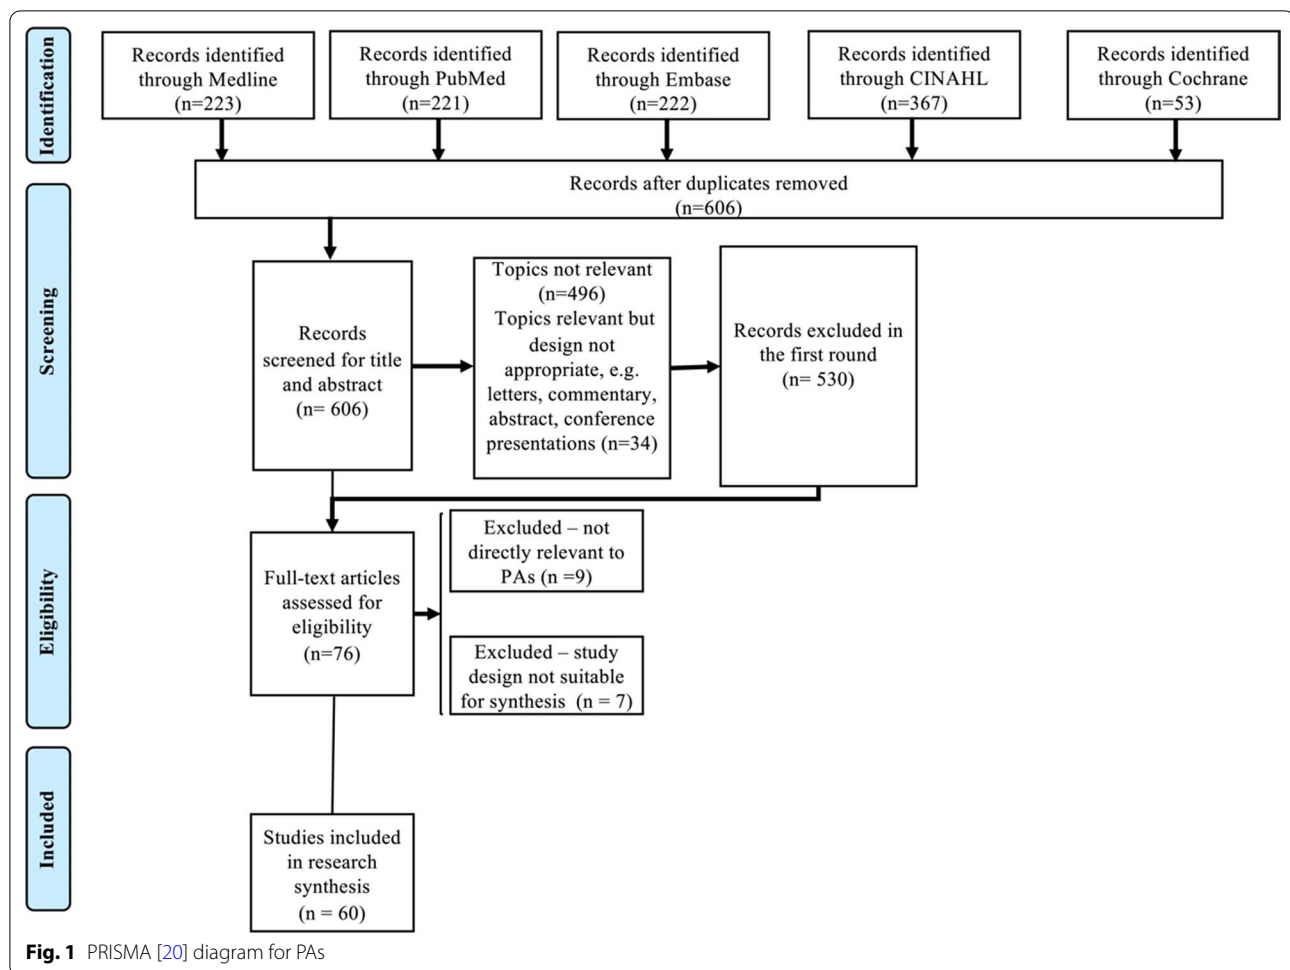 Identification
Records identified
through Medline
(n=223)
Records identified
through PubMed
(n=221)
Records identified
through Embase
(n=222)
Records identified
through CINAHL
(n=367)
Records identified
through Cochrane
(n=53)
Records after duplicates removed
(n=606)
Screening
Records
screened for title
and abstract
(n= 606)
Topics not relevant
(n=496)
Topics relevant but
design not
appropriate, e.g.
letters, commentary,
abstract, conference
presentations (n=34)
Records excluded in
the first round
(n= 530)
Eligibility
Full-text articles
assessed for
eligibility
(n=76)
Excluded – not
directly relevant to
PAs (n =9)
Excluded – study
design not suitable
for synthesis (n = 7)
Included
Studies included
in research
synthesis
(n = 60)
Fig. 1 PRISMA [20] diagram for PAs